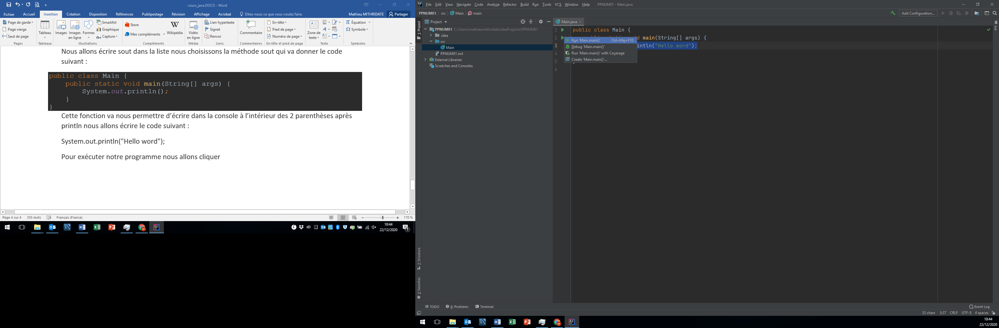 cours_java.DOCX - Word
Fichier Accueil Insertion Création Disposition Références Publipostage Révision Affichage Acrobat Dites-nous ce que vous voulez faire. Mathieu MITHRIDATE Partager
Page de garde
Page vierge
Saut de page
Pages
Tableau
Tableaux
Images
Images en ligne
Formes
SmartArt
Graphique
Capture
Illustrations
Store
Mes compléments
Wikipédia
Compléments
Vidéo en ligne
Média
Lien hypertexte
Signet
Renvoi
Liens
Commentaire
Commentaires
En-tête
Pied de page
Numéro de page
En-tête et pied de page
Zone de texte
Texte
Équation
Symbole
Symboles
Nous allons écrire sout dans la liste nous choisissons la méthode sout qui va donner le code
suivant :
public class Main {
public static void main(String[] args) {
System.out.println();
}
}
Cette fonction va nous permettre d’écrire dans la console à l’intérieur des 2 parenthèses après
println nous allons écrire le code suivant :
System.out.println("Hello word");
Pour exécuter notre programme nous allons cliquer
Page 4 sur 4 355 mots Français (France) 170 %
10:44
22/12/2020
File Edit View Navigate Code Analyze Refactor Build Run Tools VCS Window Help PPNUM01 - Main.java
PPNUM01 src Main main Add Configuration...
1: Project
Project
PPNUM01 C:\Users\mathieumithridate\IdeaProjects\PPNUM01
.idea
src
Main
PPNUM01.iml
External Libraries
Scratches and Consoles
Main.java
1 public class Main {
2 main(String[] args) {
3 intln("Hello word");
4
5
6
Run 'Main.main()' Ctrl+Maj+F10
Debug 'Main.main()'
Run 'Main.main()' with Coverage
Create 'Main.main()'...
Ant
7: Structure
2: Favorites
TODO 6: Problems Terminal Event Log
33 chars 3:37 CRLF UTF-8 4 spaces
10:44
22/12/2020